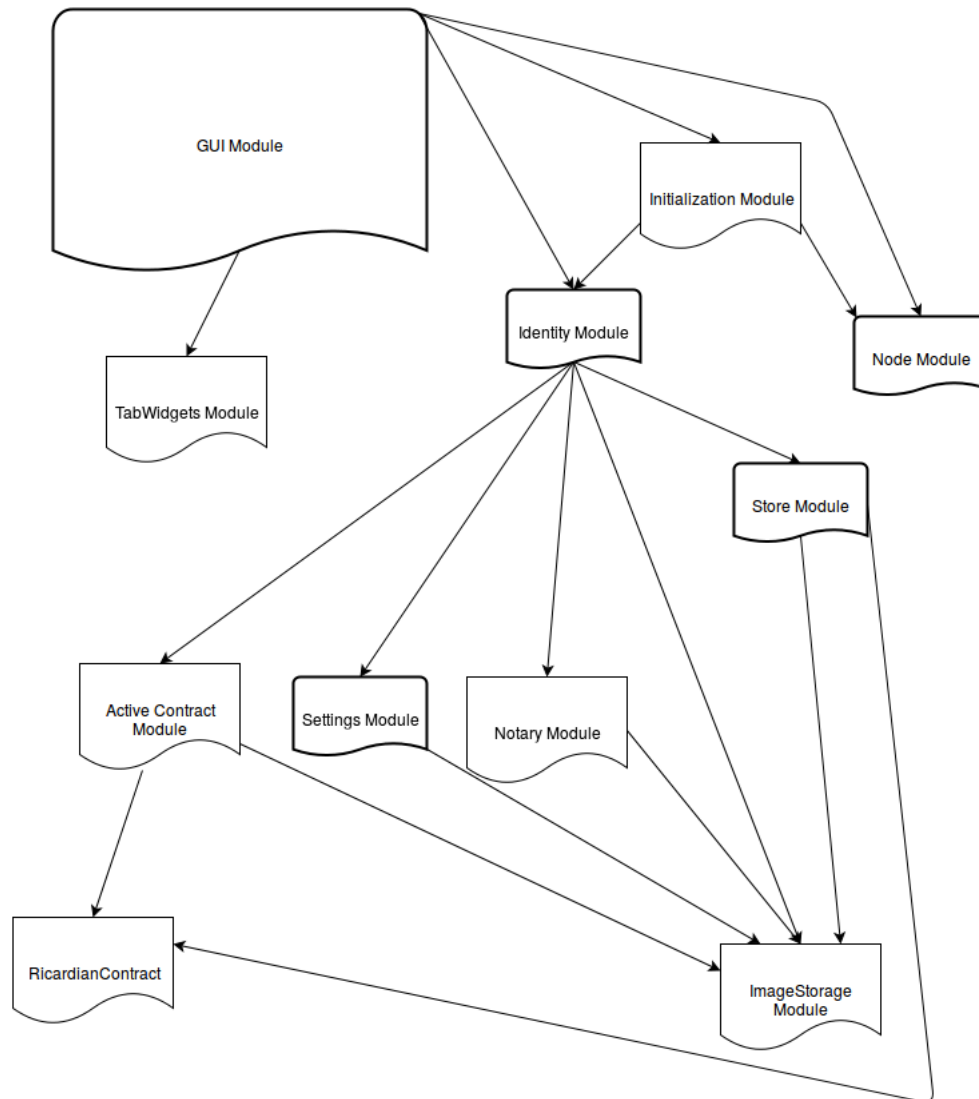 GUI Module
Initialization Module
Identity Module
Node Module
TabWidgets Module
Store Module
Active Contract
Module
Settings Module
Notary Module
RicardianContract
ImageStorage
Module